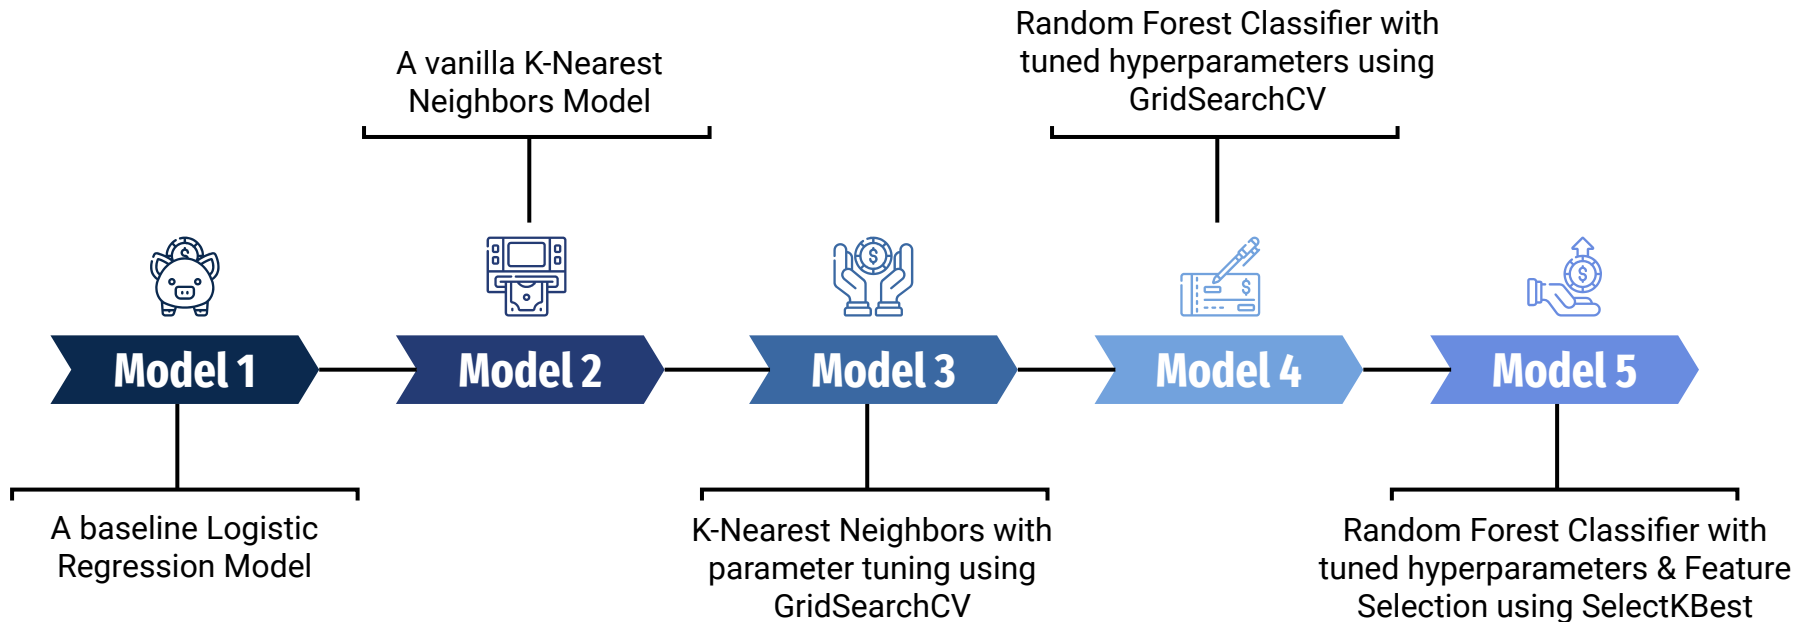 Random Forest Classifier with
tuned hyperparameters using
GridSearchCV
A vanilla K-Nearest
Neighbors Model
$
$
$
$
Model 1
Model 2
Model 3
Model 4
Model 5
A baseline Logistic
Regression Model
K-Nearest Neighbors with
parameter tuning using
GridSearchCV
Random Forest Classifier with
tuned hyperparameters & Feature
Selection using SelectKBest